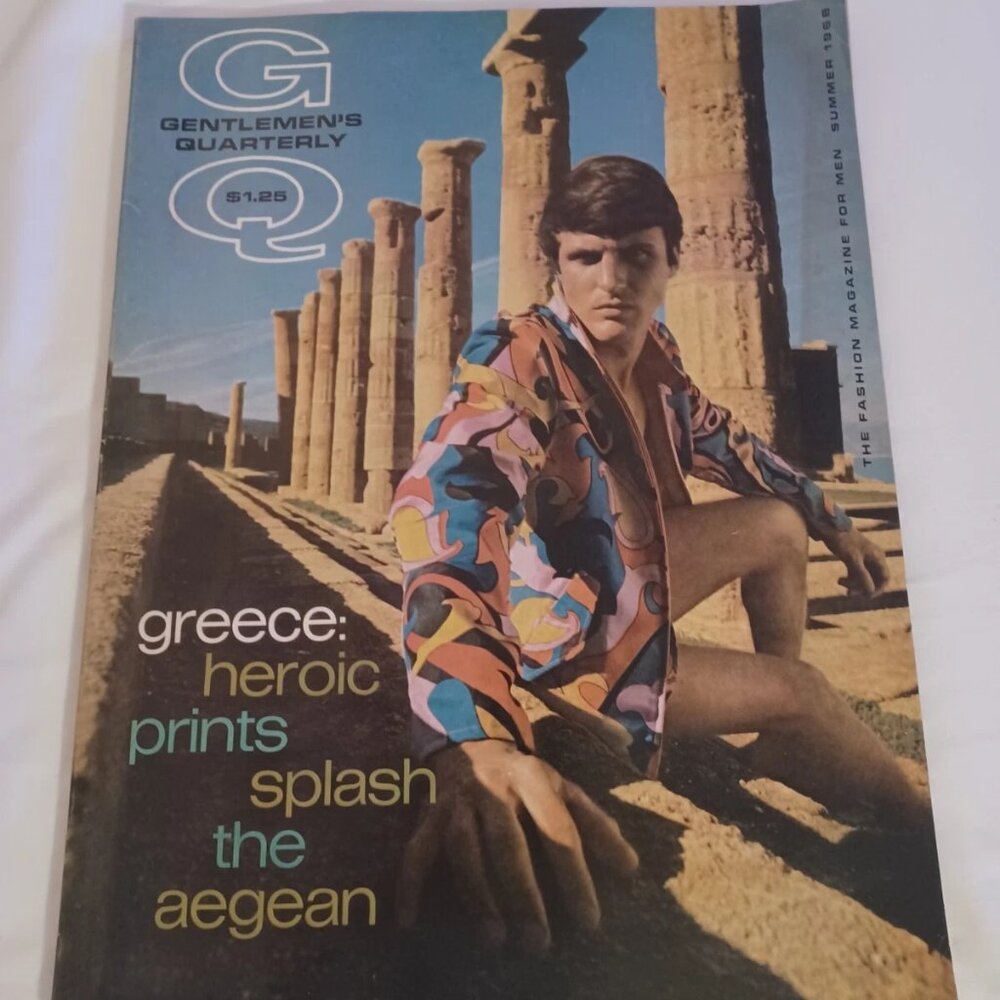 G
GENTLEMEN'S
QUARTERLY
Q
$1.25
THE FASHION MAGAZINE FOR MEN SUMMER 1968
greece:
heroic
prints
splash
the
aegean